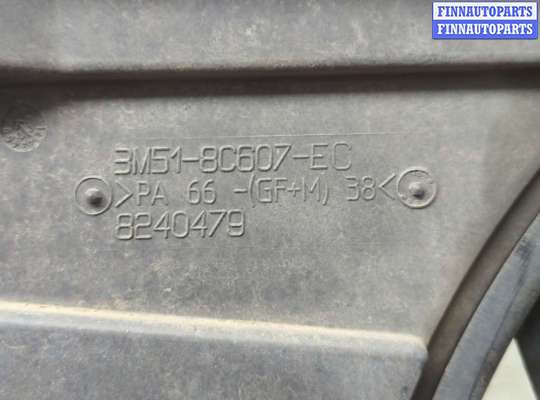 FINNAUTOPARTS
FINNAUTOPARTS
3M51-8C607-EC
>PA 66 -(GF+M) 38<
8240479